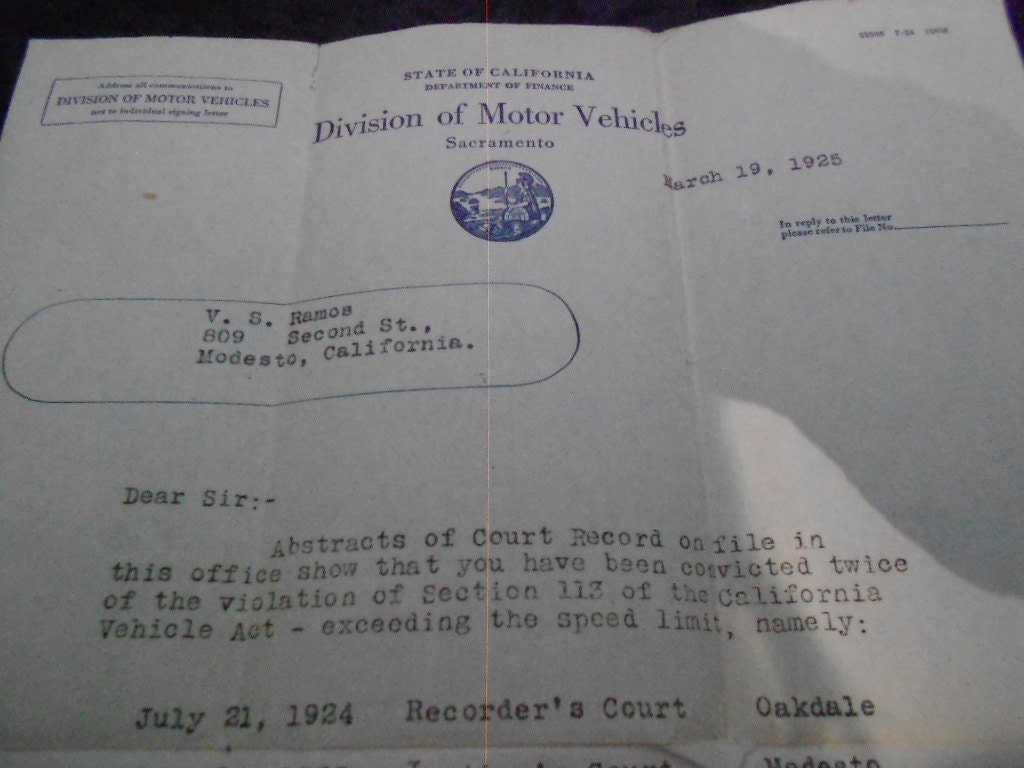 Address all communications to
DIVISION OF MOTOR VEHICLES
not to individual signing letter
STATE OF CALIFORNIA
DEPARTMENT OF FINANCE
Division of Motor Vehicles
Sacramento
March 19, 1925
In reply to this letter
please refer to File No.
V. S. Ramos
809 Second St.,
Modesto, California.
Dear Sir:-
Abstracts of Court Record on file in
this office show that you have been convicted twice
of the violation of Section 113 of the California
Vehicle Act - exceeding the speed limit, namely:
July 21, 1924 Recorder's Court Oakdale
Court Modesto